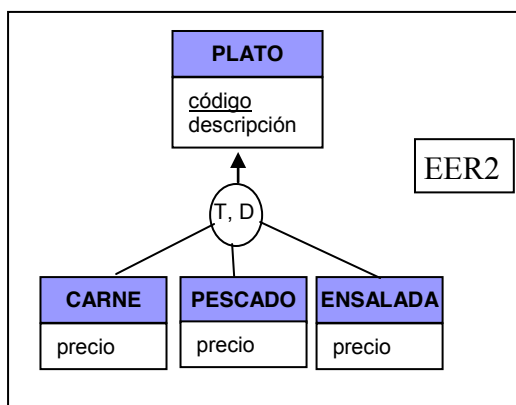 PLATO
código
descripción
EER2
T, D
CARNE
PESCADO
ENSALADA
precio
precio
precio